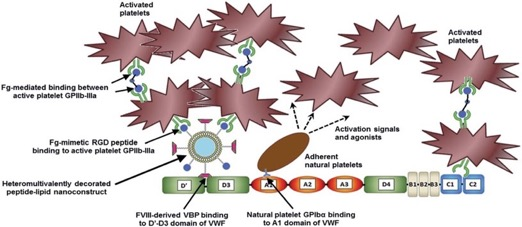 Activated
platelets
Activated
platelets
Fg-mediated binding between
active platelet GPIIb-IIIa
Fg-mimetic RGD peptide
binding to active platelet GPIIb-IIIa
Activation signals
and agonists
Adherent
natural platelets
Heteromultivalently decorated
peptide-lipid nanoconstruct
D' D3 A1 A2 A3 D4 B1 B2 B3 C1 C2
FVIII-derived VBP binding
to D'-D3 domain of VWF
Natural platelet GPIbα binding
to A1 domain of VWF